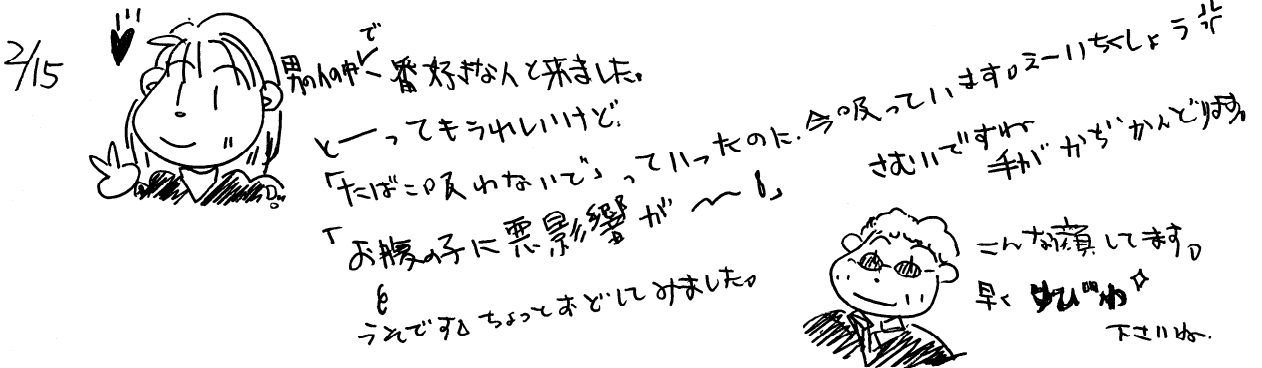 2/15
男の人の中で一番好きな人と来ました。
とーってもうれしいけど、
「たばこ吸わないで」っていったのに、今吸っています。えーいちくしょう
「お腹の子に悪影響が〜」
うそです。ちょっとおどしてみました。
さむいですね
手がかぢかんどります。
こんな顔してます。
早く
下さいね。